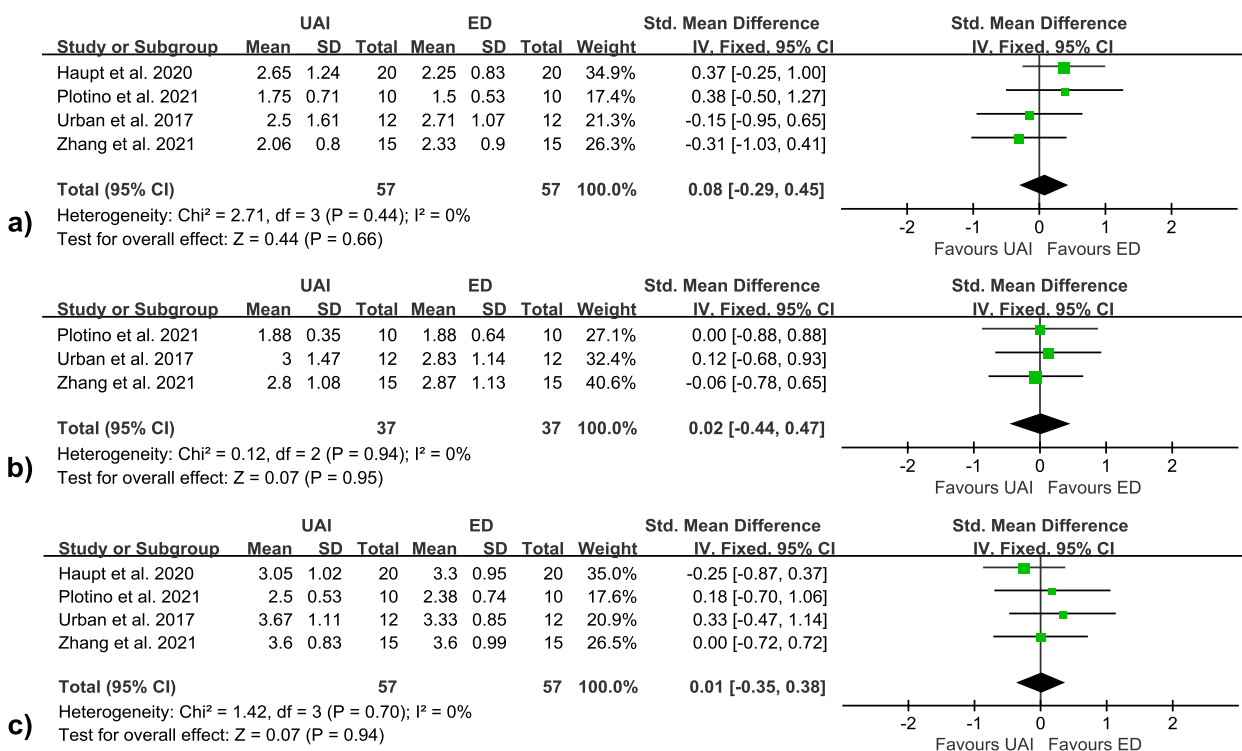 UAI ED Std. Mean Difference Std. Mean Difference
Study or Subgroup Mean SD Total Mean SD Total Weight IV, Fixed, 95% CI IV, Fixed, 95% CI
Haupt et al. 2020 2.65 1.24 20 2.25 0.83 20 34.9% 0.37 [-0.25, 1.00]
Plotino et al. 2021 1.75 0.71 10 1.5 0.53 10 17.4% 0.38 [-0.50, 1.27]
Urban et al. 2017 2.5 1.61 12 2.71 1.07 12 21.3% -0.15 [-0.95, 0.65]
Zhang et al. 2021 2.06 0.8 15 2.33 0.9 15 26.3% -0.31 [-1.03, 0.41]
Total (95% CI) 57 57 100.0% 0.08 [-0.29, 0.45]
Heterogeneity: Chi² = 2.71, df = 3 (P = 0.44); I² = 0%
a) Test for overall effect: Z = 0.44 (P = 0.66)
-2 -1 0 1 2
Favours UAI Favours ED
UAI ED Std. Mean Difference Std. Mean Difference
Study or Subgroup Mean SD Total Mean SD Total Weight IV, Fixed, 95% CI IV, Fixed, 95% CI
Plotino et al. 2021 1.88 0.35 10 1.88 0.64 10 27.1% 0.00 [-0.88, 0.88]
Urban et al. 2017 3 1.47 12 2.83 1.14 12 32.4% 0.12 [-0.68, 0.93]
Zhang et al. 2021 2.8 1.08 15 2.87 1.13 15 40.6% -0.06 [-0.78, 0.65]
Total (95% CI) 37 37 100.0% 0.02 [-0.44, 0.47]
Heterogeneity: Chi² = 0.12, df = 2 (P = 0.94); I² = 0%
b) Test for overall effect: Z = 0.07 (P = 0.95)
-2 -1 0 1 2
Favours UAI Favours ED
UAI ED Std. Mean Difference Std. Mean Difference
Study or Subgroup Mean SD Total Mean SD Total Weight IV, Fixed, 95% CI IV, Fixed, 95% CI
Haupt et al. 2020 3.05 1.02 20 3.3 0.95 20 35.0% -0.25 [-0.87, 0.37]
Plotino et al. 2021 2.5 0.53 10 2.38 0.74 10 17.6% 0.18 [-0.70, 1.06]
Urban et al. 2017 3.67 1.11 12 3.33 0.85 12 20.9% 0.33 [-0.47, 1.14]
Zhang et al. 2021 3.6 0.83 15 3.6 0.99 15 26.5% 0.00 [-0.72, 0.72]
Total (95% CI) 57 57 100.0% 0.01 [-0.35, 0.38]
Heterogeneity: Chi² = 1.42, df = 3 (P = 0.70); I² = 0%
c) Test for overall effect: Z = 0.07 (P = 0.94)
-2 -1 0 1 2
Favours UAI Favours ED